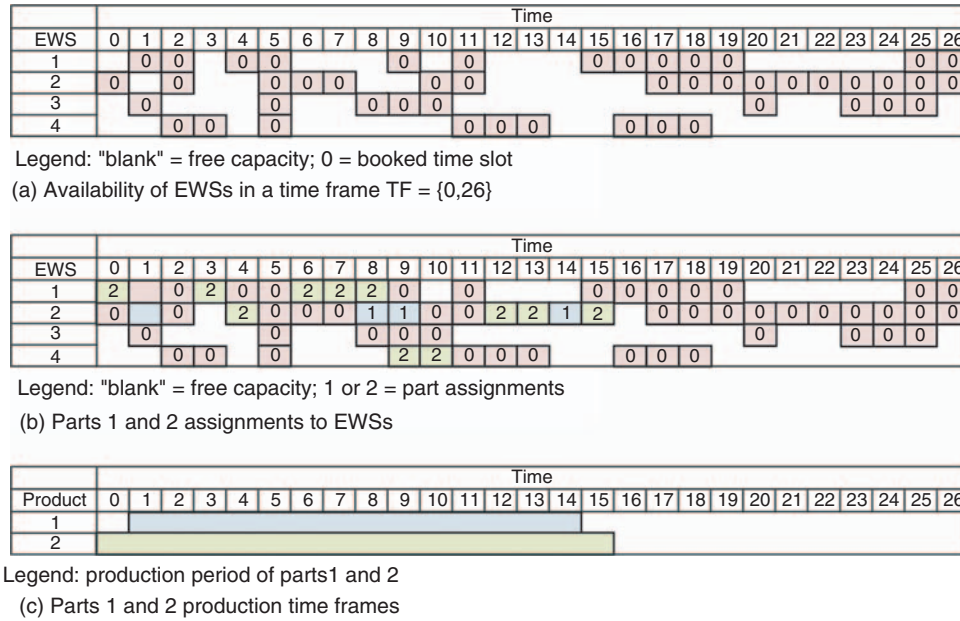 Time
EWS 0 1 2 3 4 5 6 7 8 9 10 11 12 13 14 15 16 17 18 19 20 21 22 23 24 25 26
1 0 0 0 0 0 0 0 0 0 0 0 0 0
2 0 0 0 0 0 0 0 0 0 0 0 0 0 0 0 0 0
3 0 0 0 0 0 0 0 0 0
4 0 0 0 0 0 0 0 0 0
Legend: "blank" = free capacity; 0 = booked time slot
(a) Availability of EWSs in a time frame TF = {0,26}
Time
EWS 0 1 2 3 4 5 6 7 8 9 10 11 12 13 14 15 16 17 18 19 20 21 22 23 24 25 26
1 2 0 2 0 0 2 2 2 0 0 0 0 0 0 0 0 0
2 0 0 2 0 0 0 1 1 0 0 2 2 1 2 0 0 0 0 0 0 0 0 0 0
3 0 0 0 0 0 0 0 0 0
4 0 0 0 2 2 0 0 0 0 0 0
Legend: "blank" = free capacity; 1 or 2 = part assignments
(b) Parts 1 and 2 assignments to EWSs
Time
Product 0 1 2 3 4 5 6 7 8 9 10 11 12 13 14 15 16 17 18 19 20 21 22 23 24 25 26
1
2
Legend: production period of parts1 and 2
(c) Parts 1 and 2 production time frames